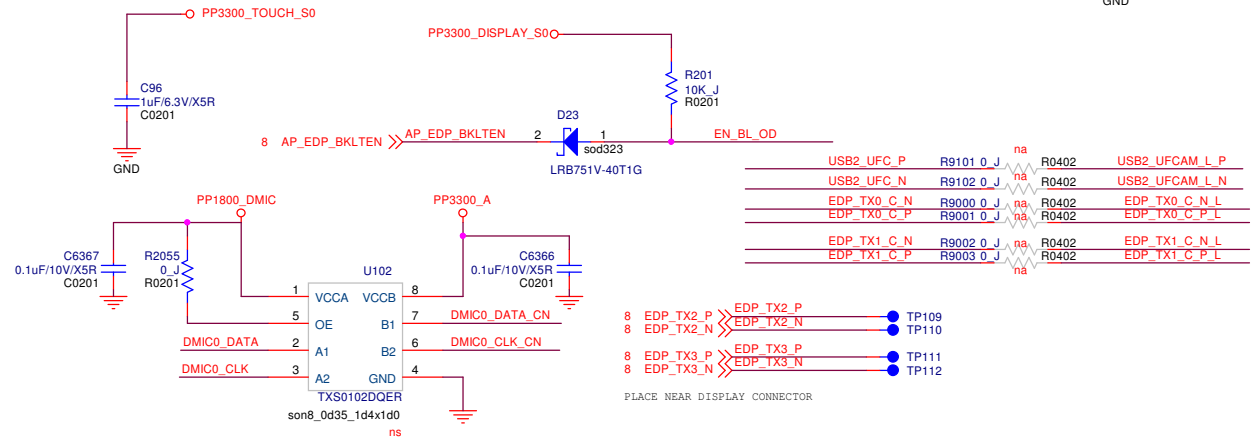 GND
PP3300_TOUCH_S0
C96
1uF/6.3V/X5R
C0201
GND
PP3300_DISPLAY_S0
R201
10K_J
R0201
D23
8 AP_EDP_BKLTEN AP_EDP_BKLTEN 2 1 EN_BL_OD
sod323
LRB751V-40T1G
na
USB2_UFC_P R9101 0_J R0402 USB2_UFCAM_L_P
na
USB2_UFC_N R9102 0_J R0402 USB2_UFCAM_L_N
EDP_TX0_C_N R9000 0_J na R0402 EDP_TX0_C_N_L
EDP_TX0_C_P R9001 0_J na R0402 EDP_TX0_C_P_L
EDP_TX1_C_N R9002 0_J na R0402 EDP_TX1_C_N_L
EDP_TX1_C_P R9003 0_J R0402 EDP_TX1_C_P_L
na
PP1800_DMIC
C6367
0.1uF/10V/X5R
C0201
R2055
0_J
R0201
PP3300_A
C6366
0.1uF/10V/X5R
C0201
U102
1 VCCA VCCB 8
5 OE B1 7 DMIC0_DATA_CN
DMIC0_DATA 2 A1 B2 6 DMIC0_CLK_CN
DMIC0_CLK 3 A2 GND 4
TXS0102DQER
son8_0d35_1d4x1d0
ns
8 EDP_TX2_P EDP_TX2_P TP109
8 EDP_TX2_N EDP_TX2_N TP110
8 EDP_TX3_P EDP_TX3_P TP111
8 EDP_TX3_N EDP_TX3_N TP112
PLACE NEAR DISPLAY CONNECTOR